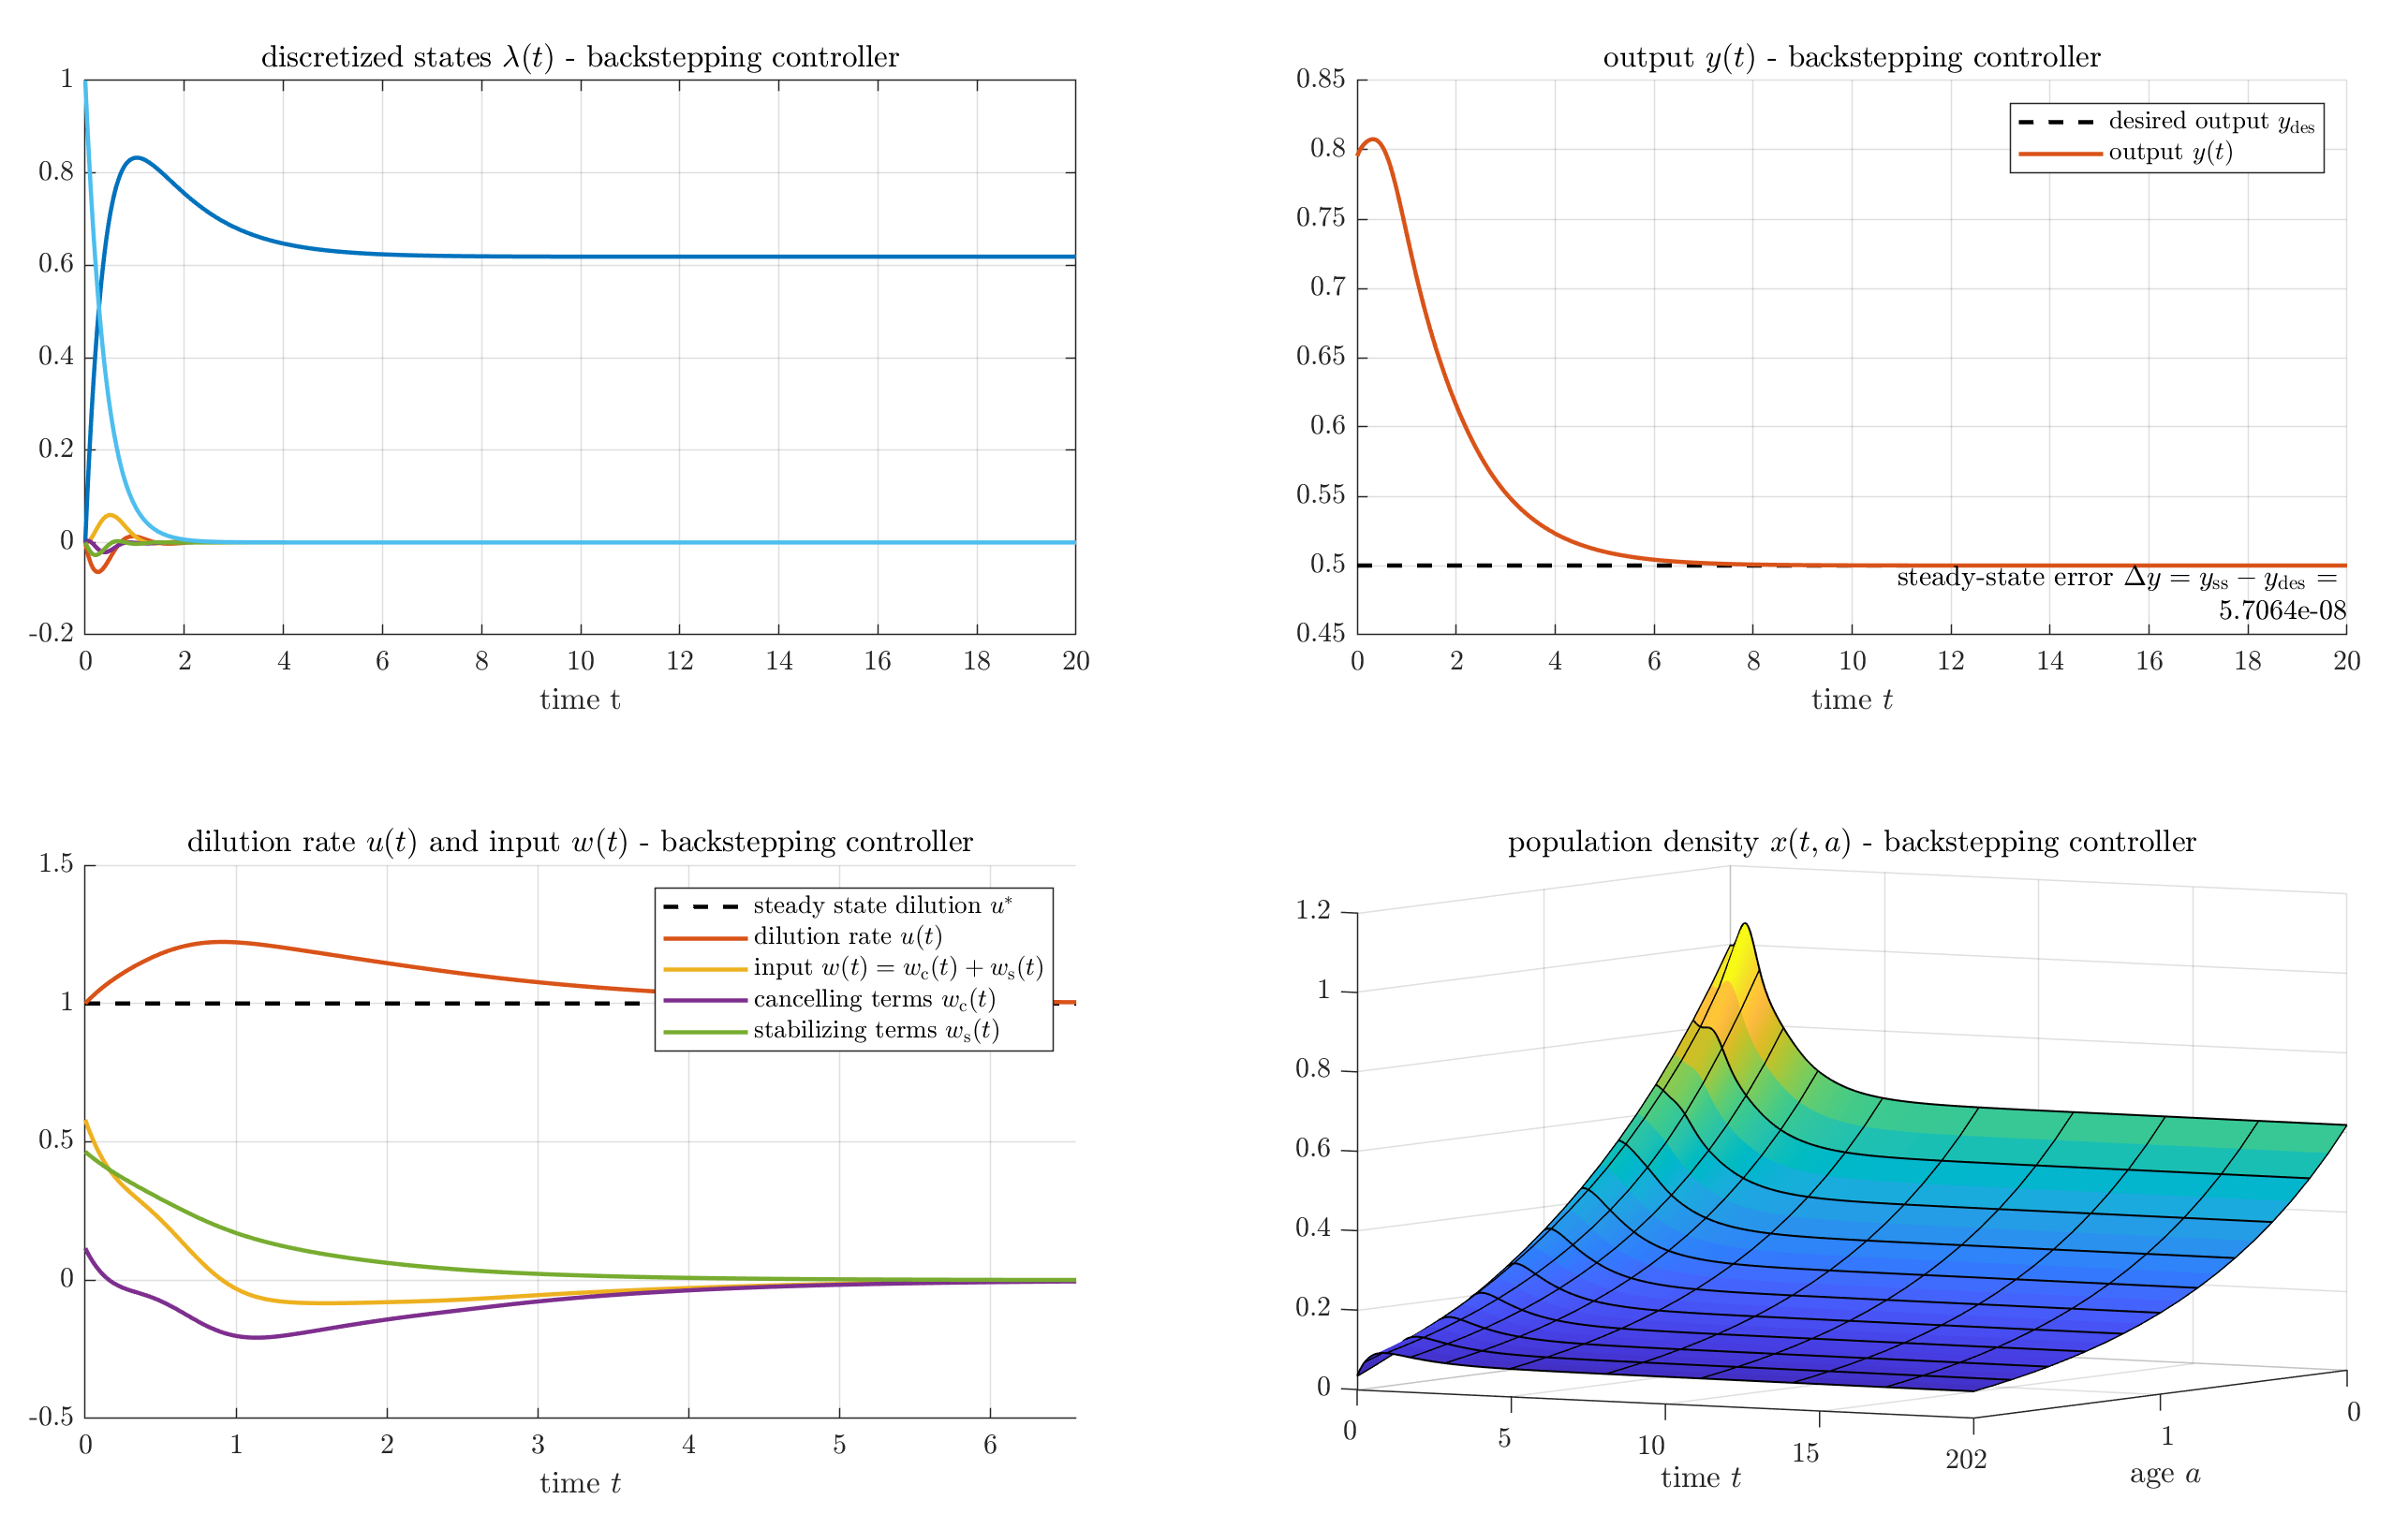 discretized states λ(t) - backstepping controller
1
0.8
0.6
0.4
0.2
0
-0.2
0 2 4 6 8 10 12 14 16 18 20
time t
output y(t) - backstepping controller
0.85
0.8
0.75
0.7
0.65
0.6
0.55
0.5
0.45
desired output y_des
output y(t)
steady-state error Δy = y_ss − y_des =
5.7064e-08
0 2 4 6 8 10 12 14 16 18 20
time t
dilution rate u(t) and input w(t) - backstepping controller
1.5
1
0.5
0
-0.5
steady state dilution u*
dilution rate u(t)
input w(t) = w_c(t) + w_s(t)
cancelling terms w_c(t)
stabilizing terms w_s(t)
0 1 2 3 4 5 6
time t
population density x(t, a) - backstepping controller
1.2
1
0.8
0.6
0.4
0.2
0
0 5 10 15 202 1 0
time t
age a